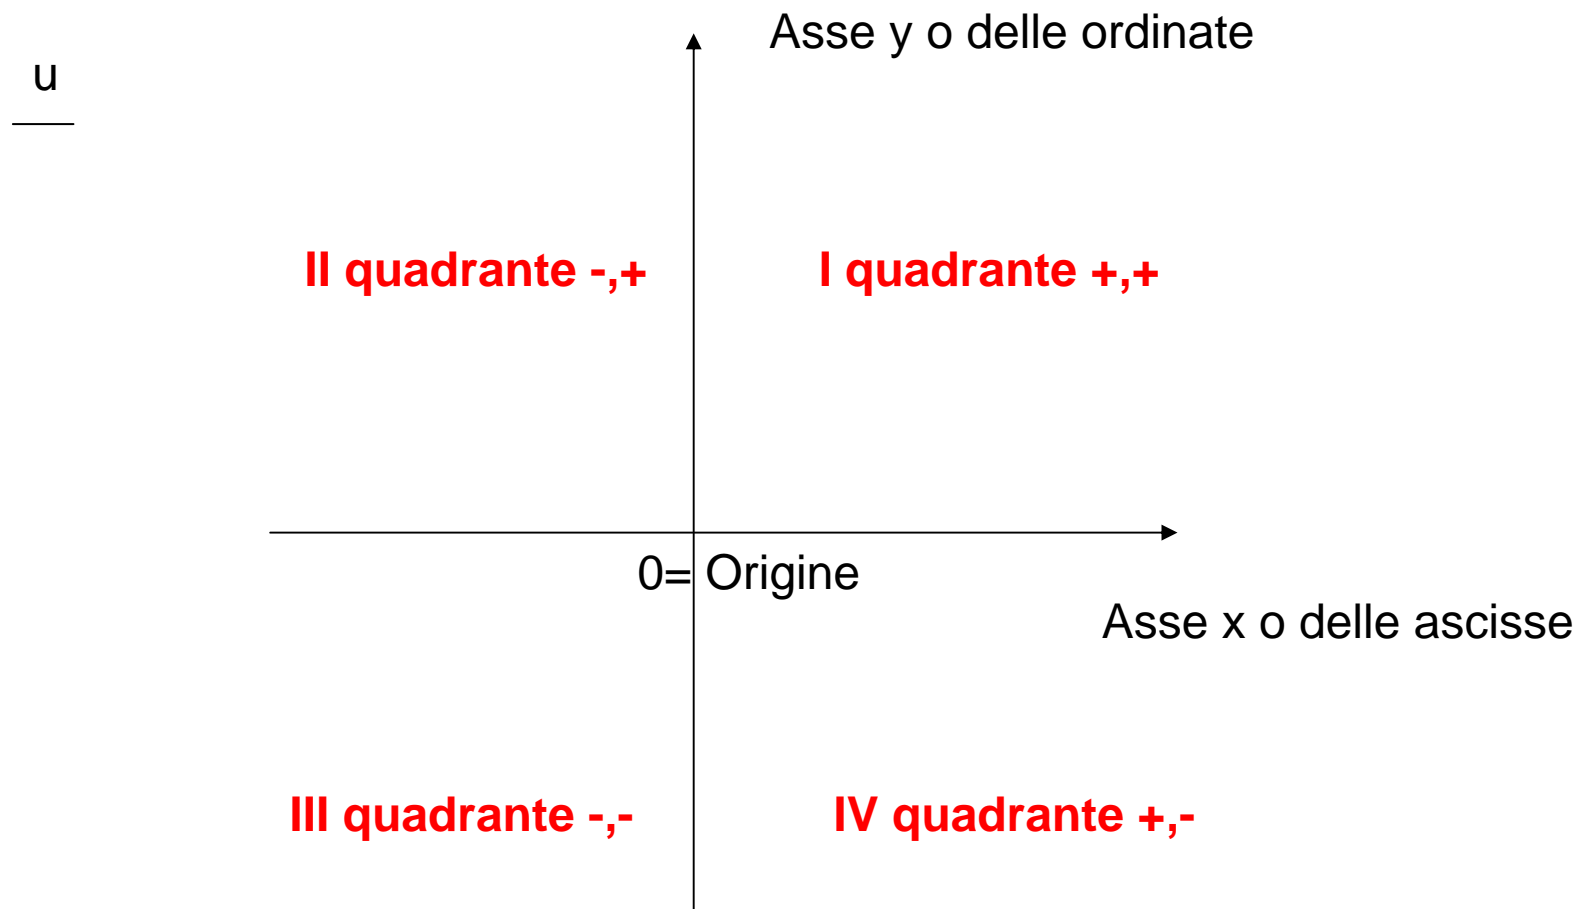 Asse y o delle ordinate
u
II quadrante -,+
I quadrante +,+
0= Origine
Asse x o delle ascisse
III quadrante -,-
IV quadrante +,-